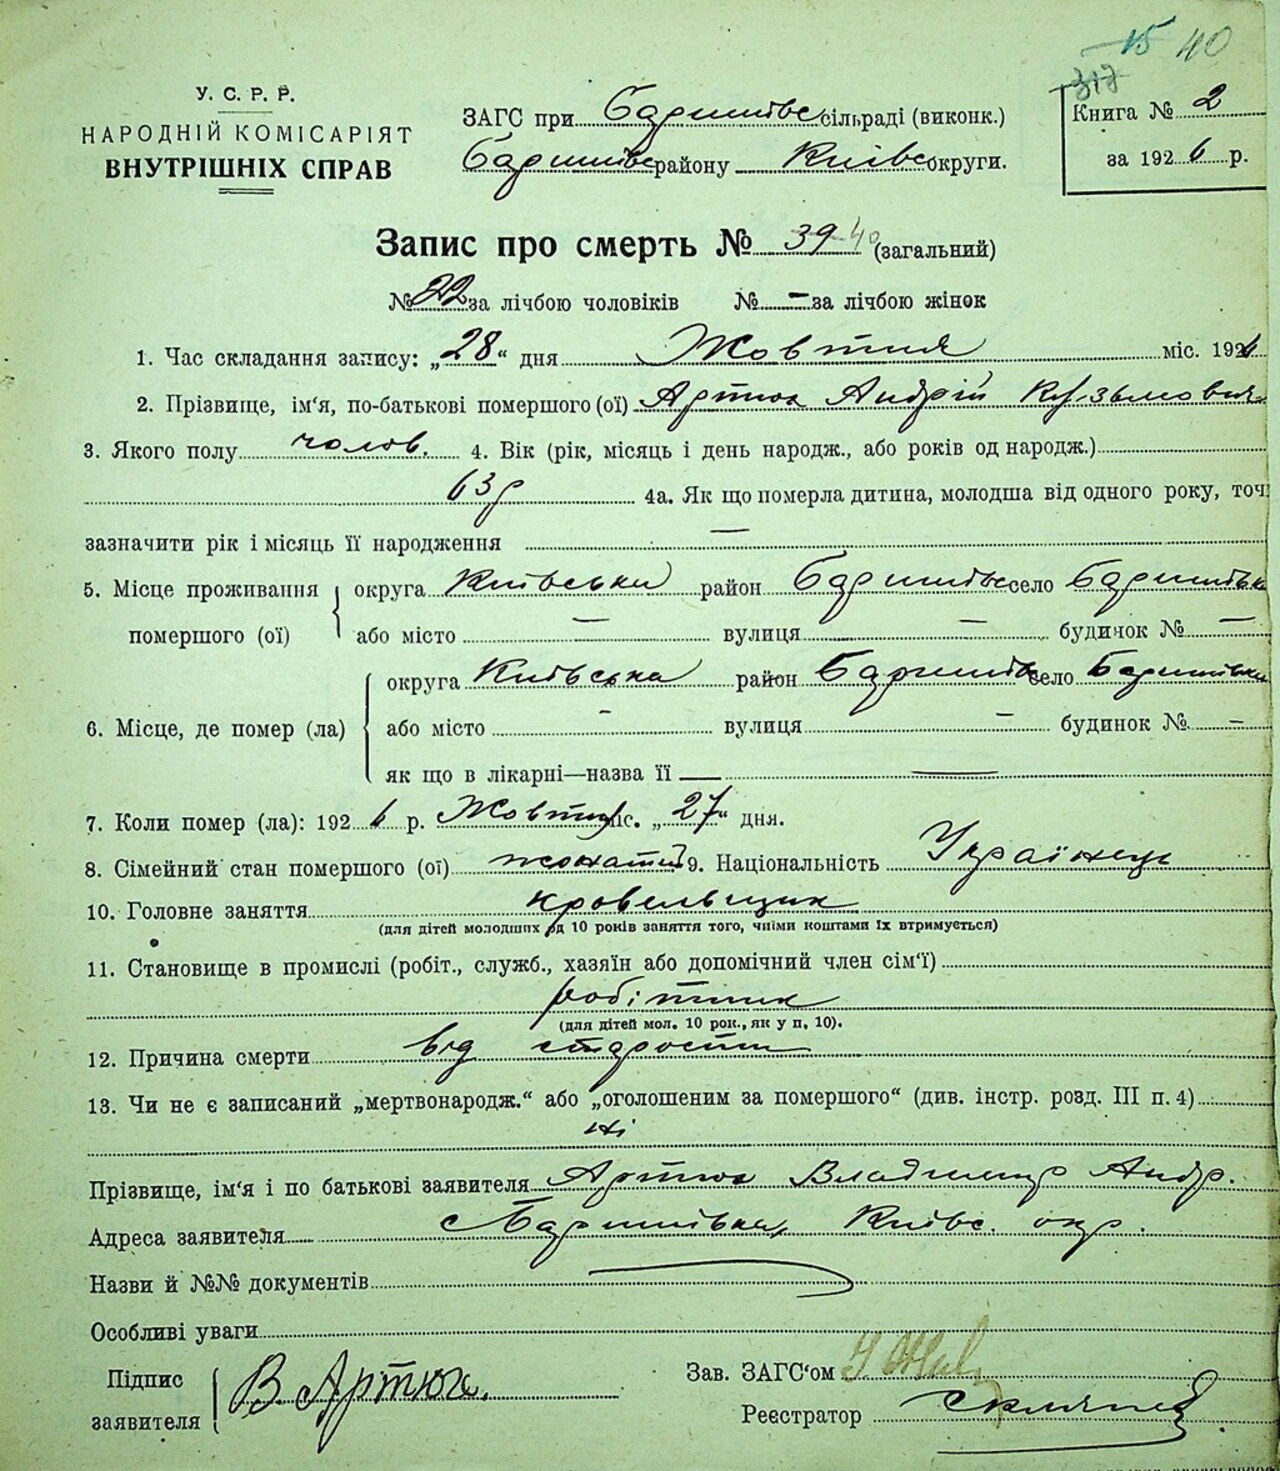 15 40
317
У. С. Р. Р.
НАРОДНІЙ КОМІСАРІЯТ
ВНУТРІШНІХ СПРАВ
ЗАГС при Баришівс сільраді (виконк.)
Баришівс району Київс округи.
Книга № 2
за 1926 р.
Запис про смерть № 39 40 (загальний)
№ 22 за лічбою чоловіків № — за лічбою жінок
1. Час складання запису: „28“ дня Жовтня міс. 1926
2. Прізвище, ім‘я, по-батькові помершого (ої) Артюх Андрій Кузьмович
3. Якого полу чолов. 4. Вік (рік, місяць і день народж., або років од народж.)
63 р 4а. Як що померла дитина, молодша від одного року, точ
зазначити рік і місяць її народження —
5. Місце проживання помершого (ої) округа Київська район Баришівс село Баришівка
або місто — вулиця — будинок № —
6. Місце, де помер (ла) округа Київська район Баришів село Баришівка
або місто — вулиця — будинок № —
як що в лікарні—назва її —
7. Коли помер (ла): 1926 р. Жовтня міс. „27“ дня.
8. Сімейний стан помершого (ої) жонатий 9. Національність Українець
10. Головне заняття кровельщик
(для дітей молодших од 10 років заняття того, чиїми коштами їх втримується)
11. Становище в промислі (робіт., служб., хазяїн або допомічний член сім‘ї)
робітник
(для дітей мол. 10 рок., як у п. 10).
12. Причина смерти від старости
13. Чи не є записаний „мертвонародж.“ або „оголошеним за помершого“ (див. інстр. розд. III п. 4)
ні
Прізвище, ім‘я і по батькові заявителя Артюх Владимир Андр.
Адреса заявителя с Баришівка, Київс. окр.
Назви й №№ документів
Особливі уваги
Підпис заявителя В. Артюх.
Зав. ЗАГС‘ом
Реєстратор